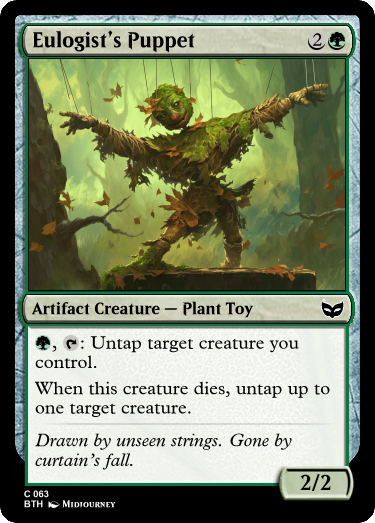 Eulogist's Puppet 2
Artifact Creature — Plant Toy
, : Untap target creature you
control.
When this creature dies, untap up to
one target creature.
Drawn by unseen strings. Gone by
curtain's fall.
2/2
C 063
BTH Midjourney